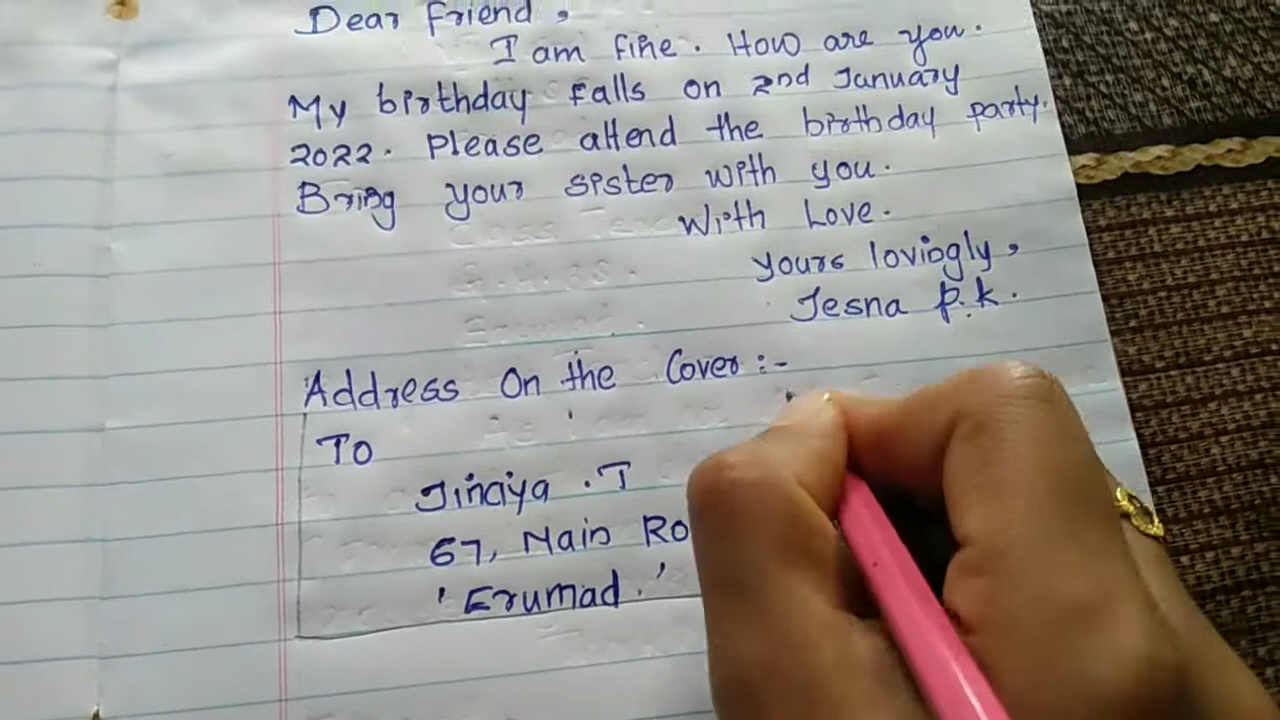 Dear Friend,
I am fine. How are you.
My birthday falls on 2nd January
2022. Please attend the birthday party.
Bring your sister with you.
With Love.
Yours lovingly,
Jesna P.K.
Address On the Cover :-
To
Jinciya . T
67, Main Ro
'Erumad.'